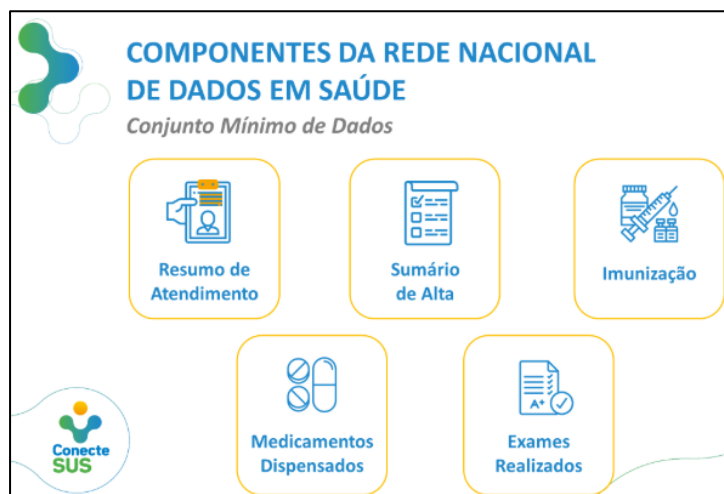 COMPONENTES DA REDE NACIONAL
DE DADOS EM SAÚDE
Conjunto Mínimo de Dados
Resumo de
Atendimento
Sumário
de Alta
Imunização
A+
Medicamentos
Dispensados
Exames
Realizados
Conecte
SUS